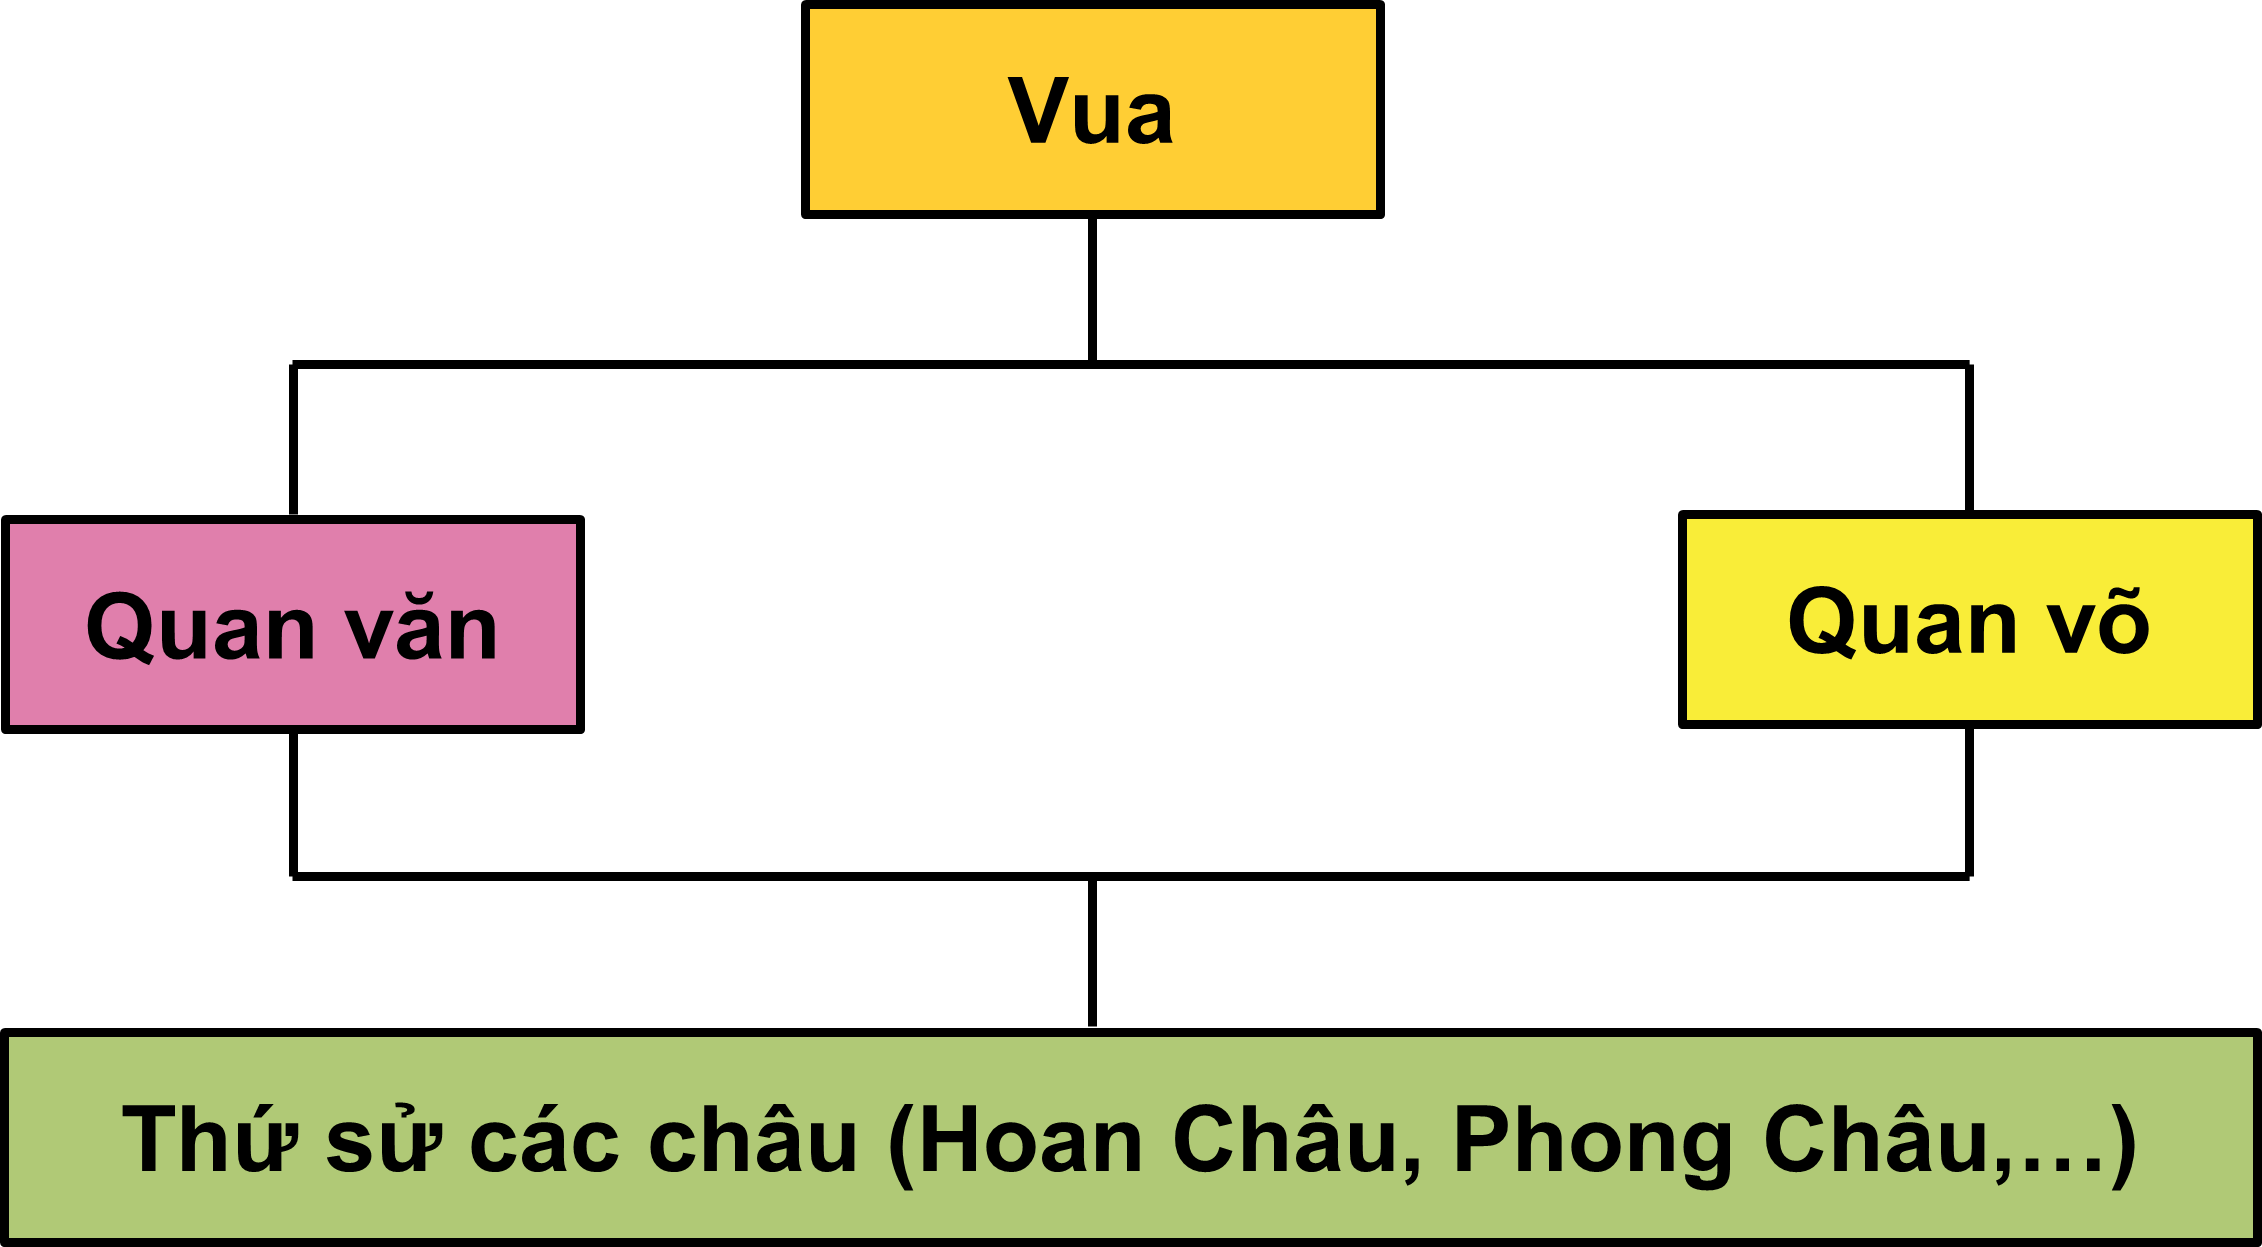 Vua
Quan văn
Quan võ
Thứ sử các châu (Hoan Châu, Phong Châu,…)